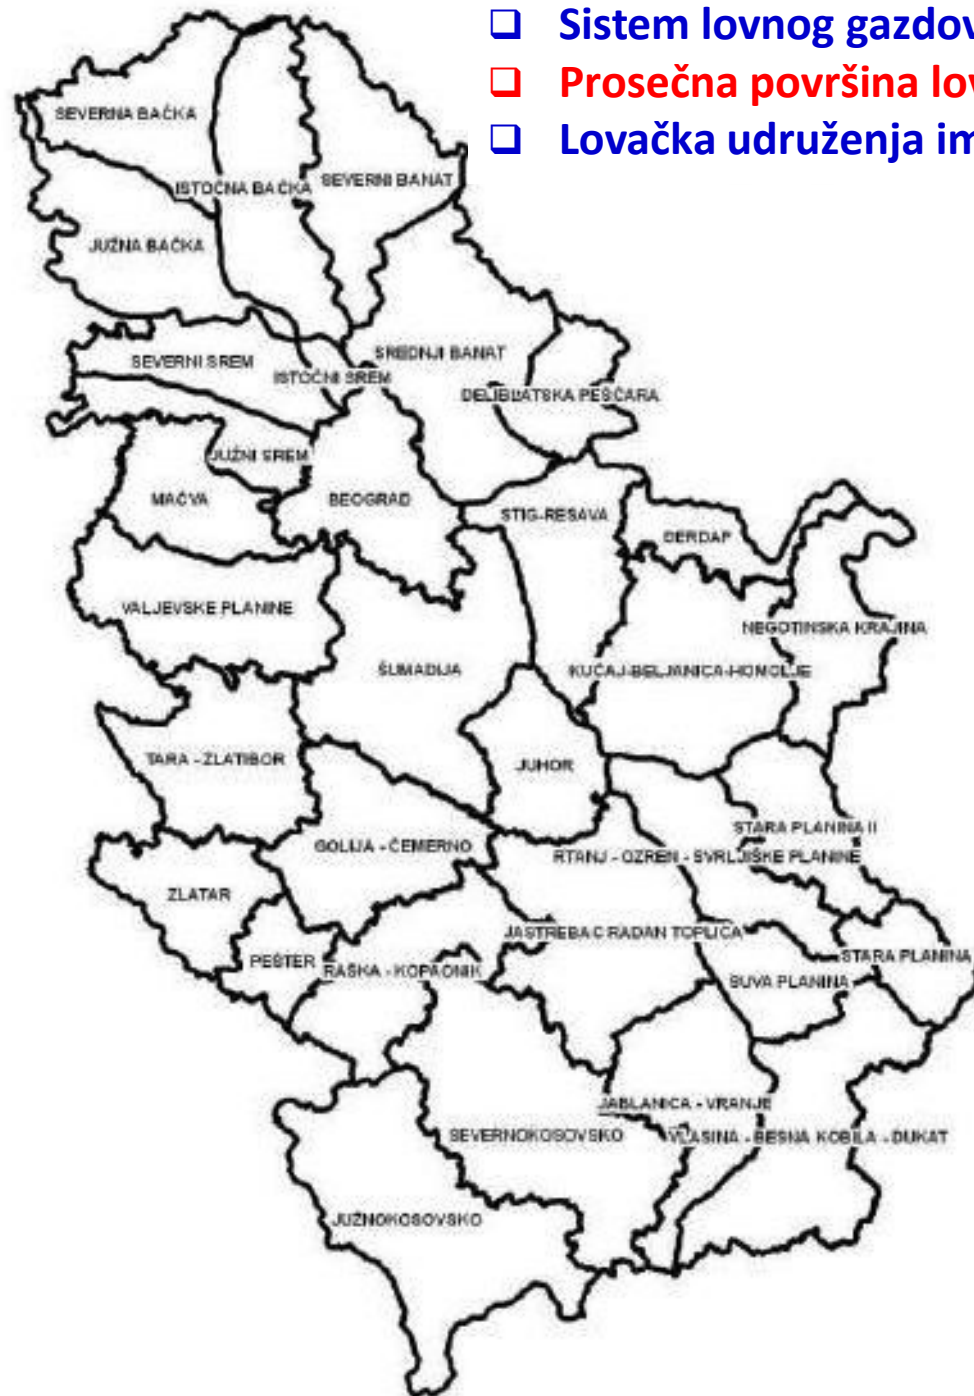 Sistem lovnog gazdov
Prosečna površina lov
Lovačka udruženja im
SEVERNA BAČKA
ISTOČNA BAČKA
SEVERNI BANAT
JUŽNA BAČKA
SEVERNI SREM
SREDNJI BANAT
ISTOČNI SREM
DELIBLATSKA PEŠČARA
JUŽNI SREM
MAČVA
BEOGRAD
STIG-RESAVA
ĐERDAP
VALJEVSKE PLANINE
NEGOTINSKA KRAJINA
ŠUMADIJA
KUČAJ-BELJANICA-HOMOLJE
TARA - ZLATIBOR
JUHOR
STARA PLANINA II
GOLIJA - ČEMERNO
RTANJ - OZREN - SVRLJIŠKE PLANINE
ZLATAR
JASTREBAC RADAN TOPLICA
STARA PLANINA
PEŠTER
RAŠKA - KOPAONIK
SUVA PLANINA
JABLANICA - VRANJE
SEVERNOKOSOVSKO
VLASINA - BESNA KOBILA - DUKAT
JUŽNOKOSOVSKO